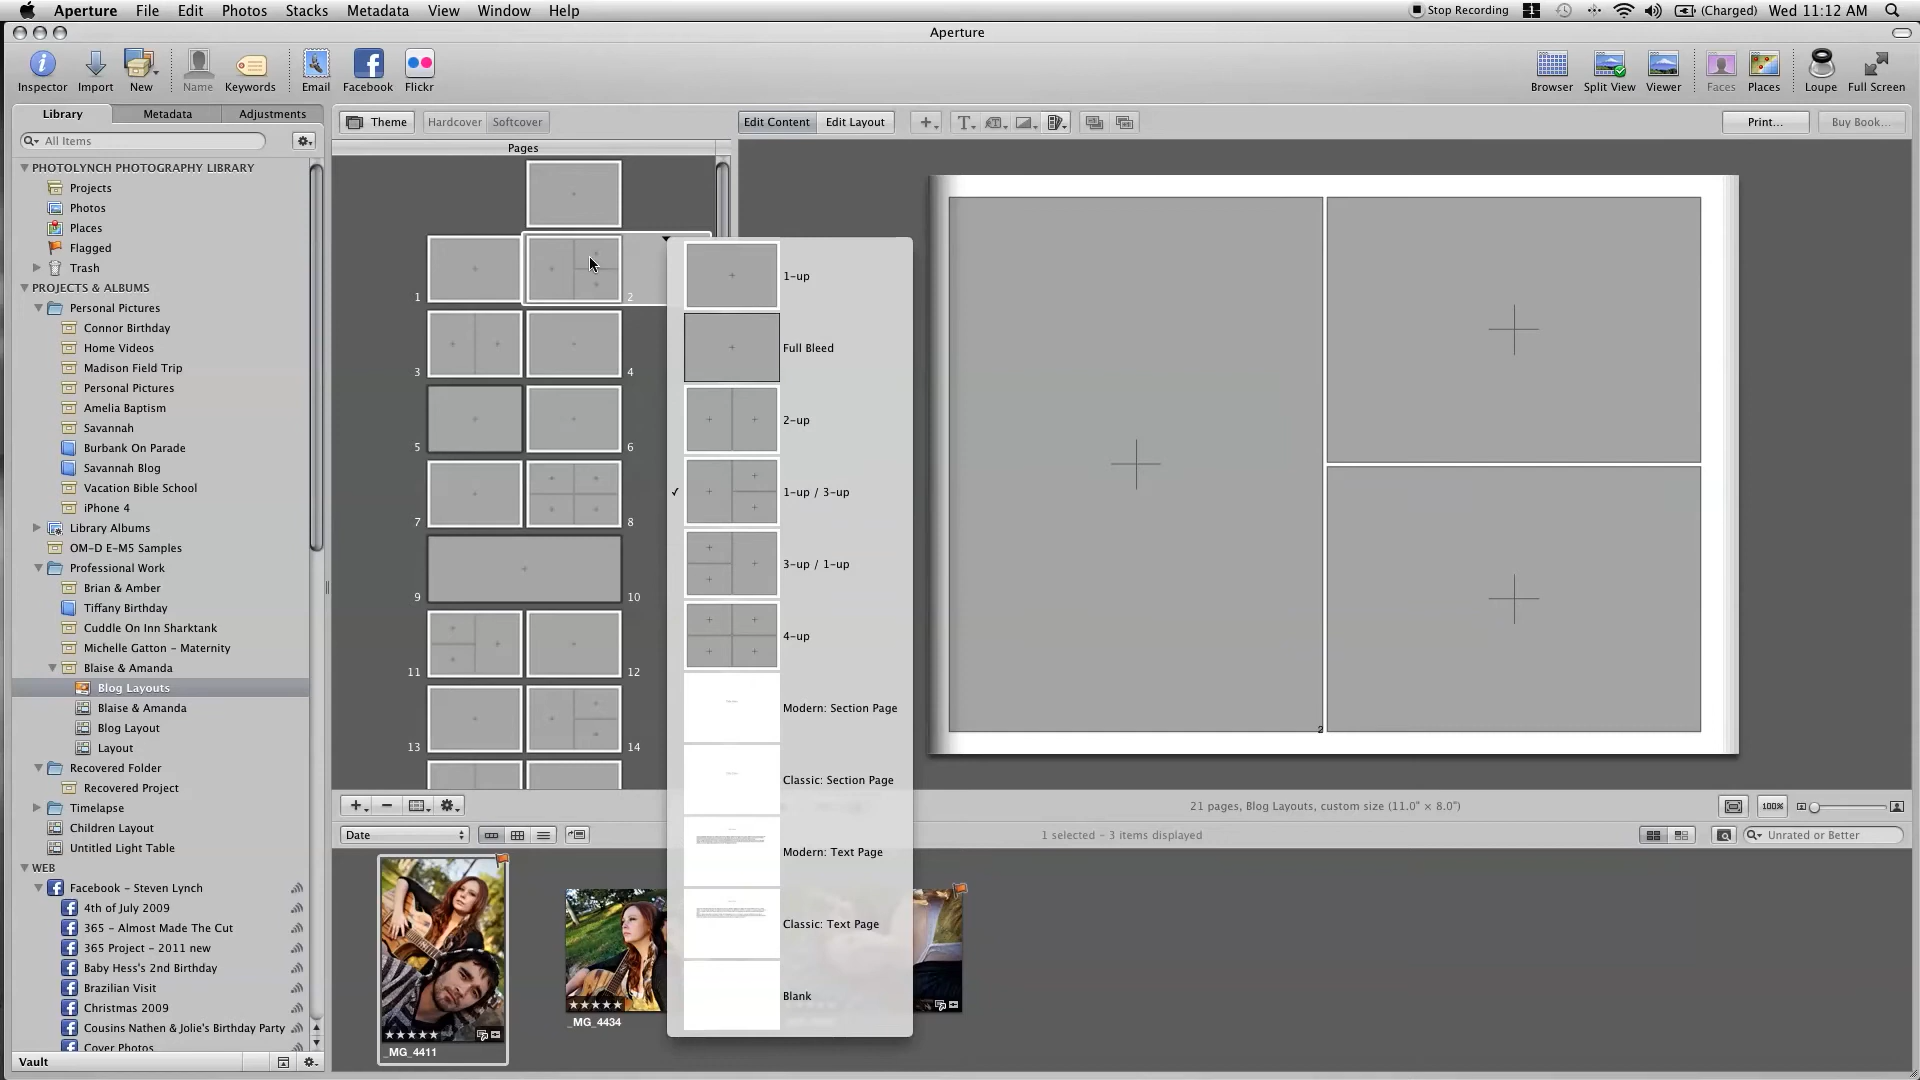 Aperture File Edit Photos Stacks Metadata View Window Help Stop Recording 1 (Charged) Wed 11:12 AM
Aperture
Inspector Import New Name Keywords Email Facebook Flickr Browser Split View Viewer Faces Places Loupe Full Screen
Library Metadata Adjustments
All Items
PHOTOLYNCH PHOTOGRAPHY LIBRARY
Projects
Photos
Places
Flagged
Trash
PROJECTS & ALBUMS
Personal Pictures
Connor Birthday
Home Videos
Madison Field Trip
Personal Pictures
Amelia Baptism
Savannah
Burbank On Parade
Savannah Blog
Vacation Bible School
iPhone 4
Library Albums
OM-D E-M5 Samples
Professional Work
Brian & Amber
Tiffany Birthday
Cuddle On Inn Sharktank
Michelle Gatton - Maternity
Blaise & Amanda
Blog Layouts
Blaise & Amanda
Blog Layout
Layout
Recovered Folder
Recovered Project
Timelapse
Children Layout
Untitled Light Table
WEB
Facebook - Steven Lynch
4th of July 2009
365 - Almost Made The Cut
365 Project - 2011 new
Baby Hess's 2nd Birthday
Brazilian Visit
Christmas 2009
Cousins Nathen & Jolie's Birthday Party
Cover Photos
Vault
Theme Hardcover Softcover
Pages
1 2
3 4
5 6
7 8
9 10
11 12
13 14
1-up
Full Bleed
2-up
✓ 1-up / 3-up
3-up / 1-up
4-up
Modern: Section Page
Classic: Section Page
Modern: Text Page
Classic: Text Page
Blank
Edit Content Edit Layout Print... Buy Book...
2
21 pages, Blog Layouts, custom size (11.0" × 8.0") 100%
Date 1 selected - 3 items displayed Unrated or Better
_MG_4411
_MG_4434